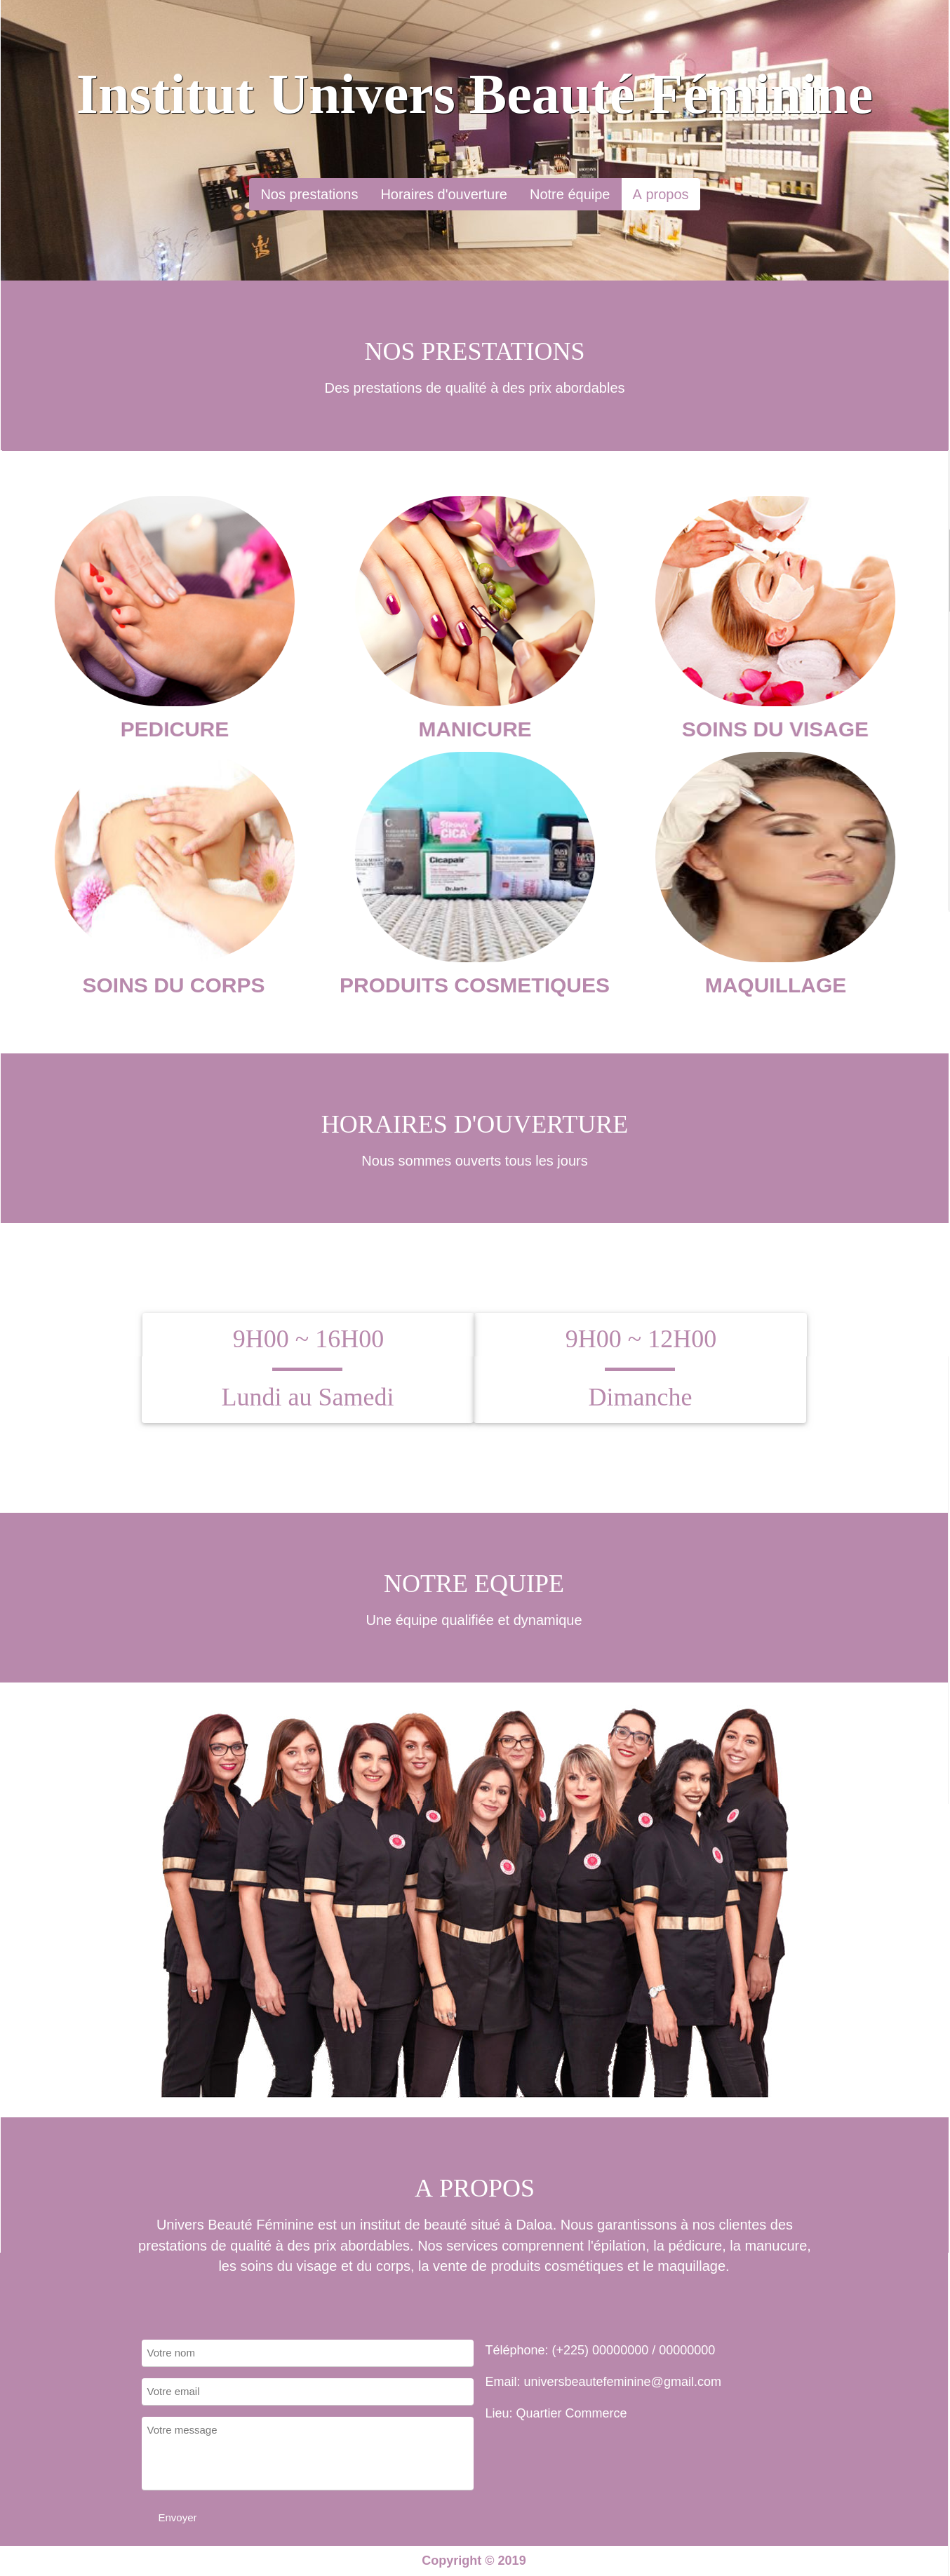 Institut Univers Beauté Féminine
Nos prestations Horaires d'ouverture Notre équipe A propos
NOS PRESTATIONS
Des prestations de qualité à des prix abordables
PEDICURE MANICURE SOINS DU VISAGE
CICA
Cicapair
Dr.Jart+
SOINS DU CORPS PRODUITS COSMETIQUES MAQUILLAGE
HORAIRES D'OUVERTURE
Nous sommes ouverts tous les jours
9H00 ~ 16H00 9H00 ~ 12H00
Lundi au Samedi Dimanche
NOTRE EQUIPE
Une équipe qualifiée et dynamique
A PROPOS
Univers Beauté Féminine est un institut de beauté situé à Daloa. Nous garantissons à nos clientes des
prestations de qualité à des prix abordables. Nos services comprennent l'épilation, la pédicure, la manucure,
les soins du visage et du corps, la vente de produits cosmétiques et le maquillage.
Votre nom
Votre email
Votre message
Envoyer
Téléphone: (+225) 00000000 / 00000000
Email: universbeautefeminine@gmail.com
Lieu: Quartier Commerce
Copyright © 2019